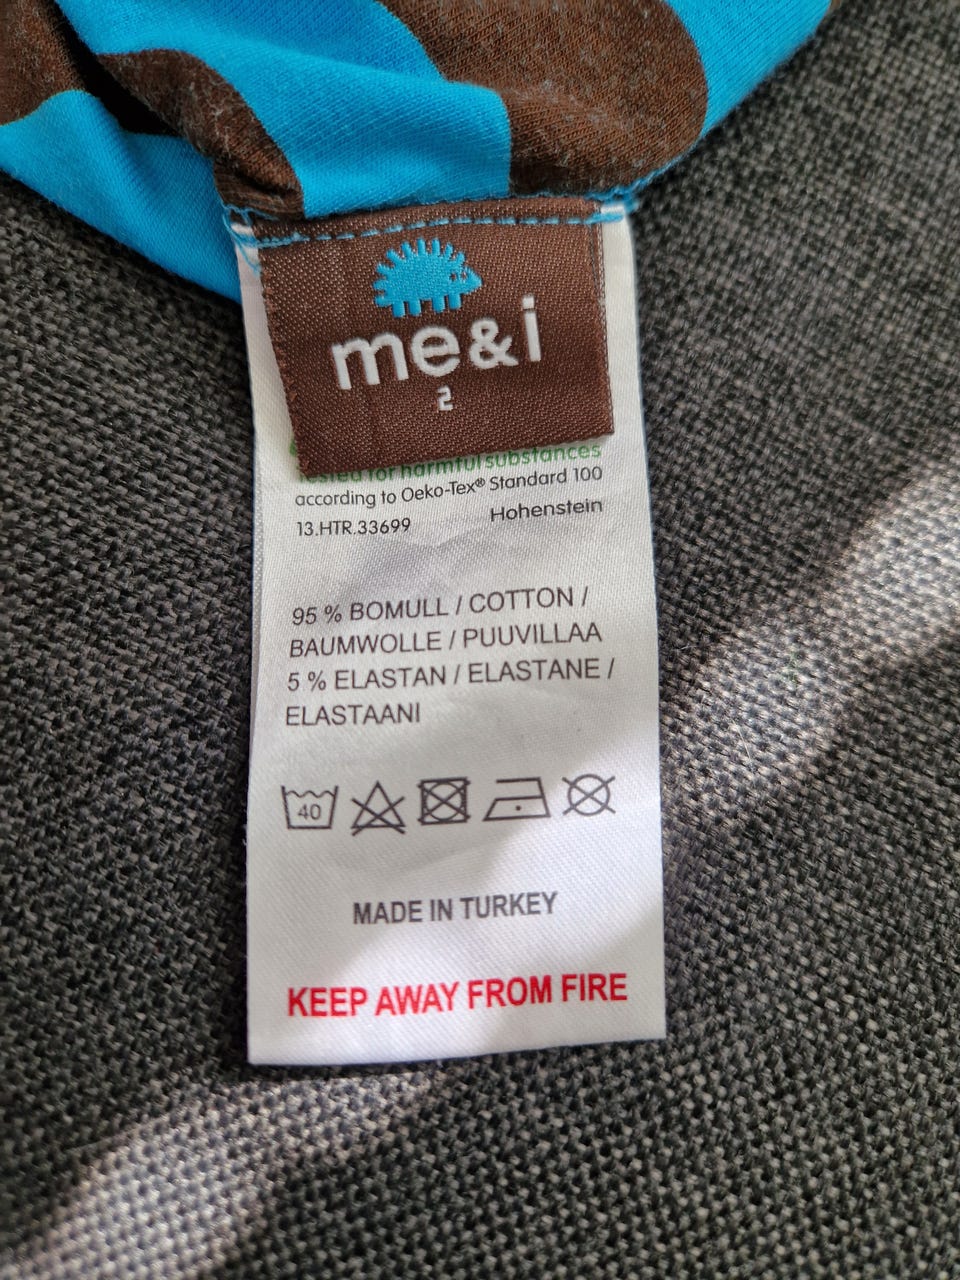 me&i
2
Tested for harmful substances
according to Oeko-Tex® Standard 100
13.HTR.33699 Hohenstein
95 % BOMULL / COTTON /
BAUMWOLLE / PUUVILLAA
5 % ELASTAN / ELASTANE /
ELASTAANI
40
MADE IN TURKEY
KEEP AWAY FROM FIRE